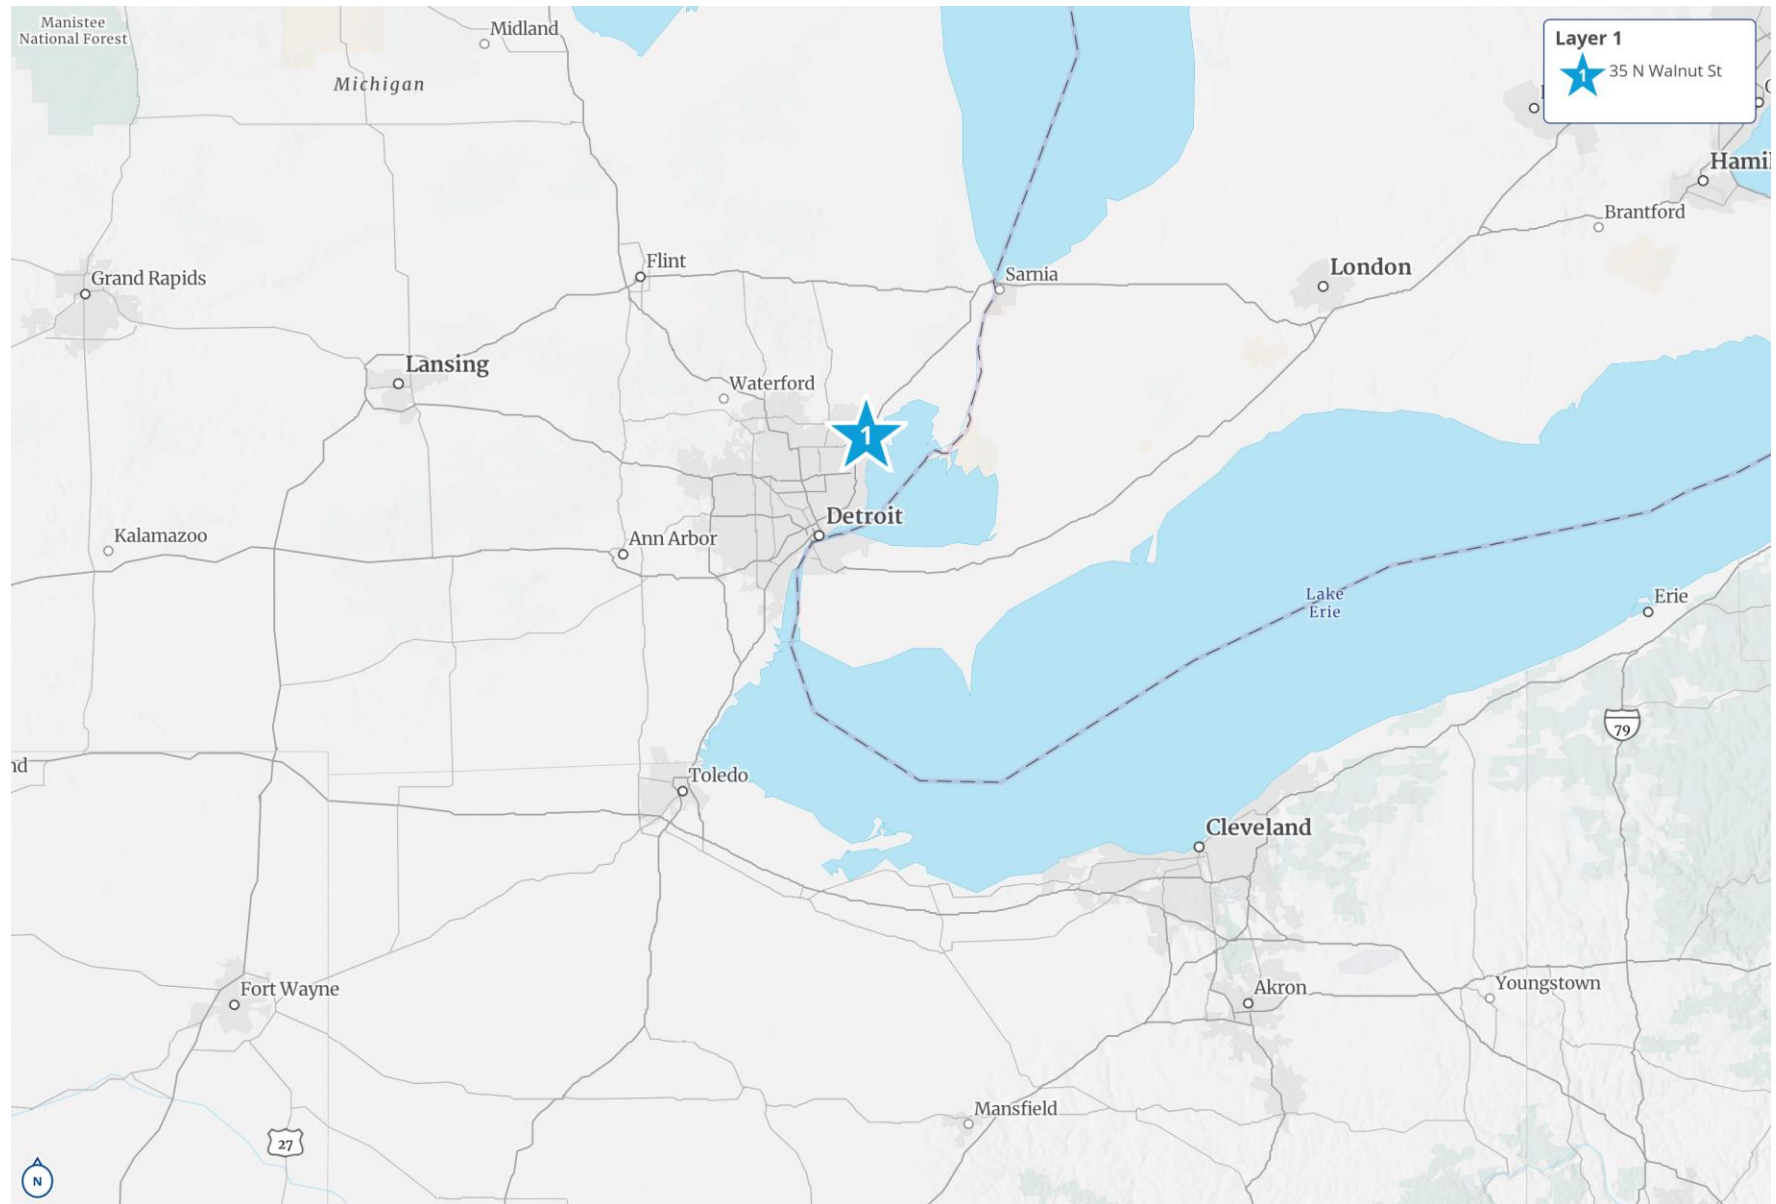 Manistee
National Forest
Midland
Michigan
Layer 1
1 35 N Walnut St
Hamil
Brantford
Flint
Grand Rapids
Sarnia
London
Lansing
Waterford
1
Detroit
Kalamazoo
Ann Arbor
Lake
Erie
Erie
79
Toledo
Cleveland
Fort Wayne
Akron
Youngstown
Mansfield
27
N